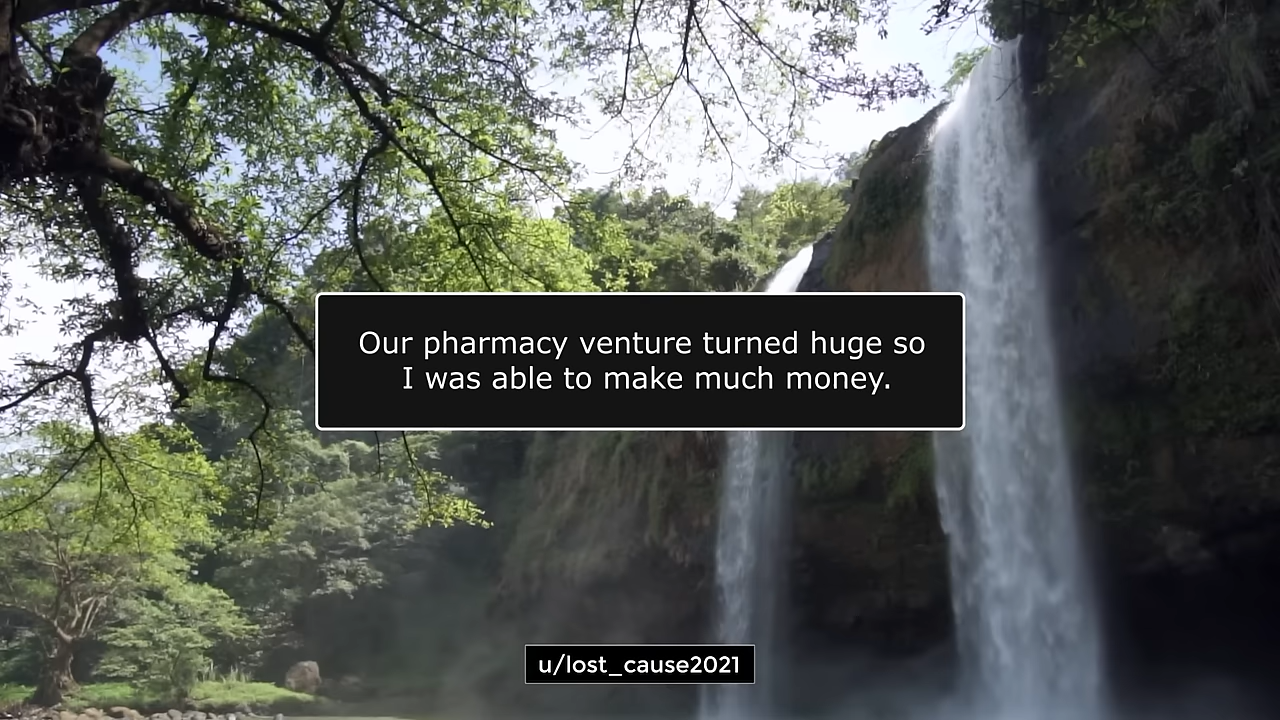 Our pharmacy venture turned huge so
I was able to make much money.
u/lost_cause2021